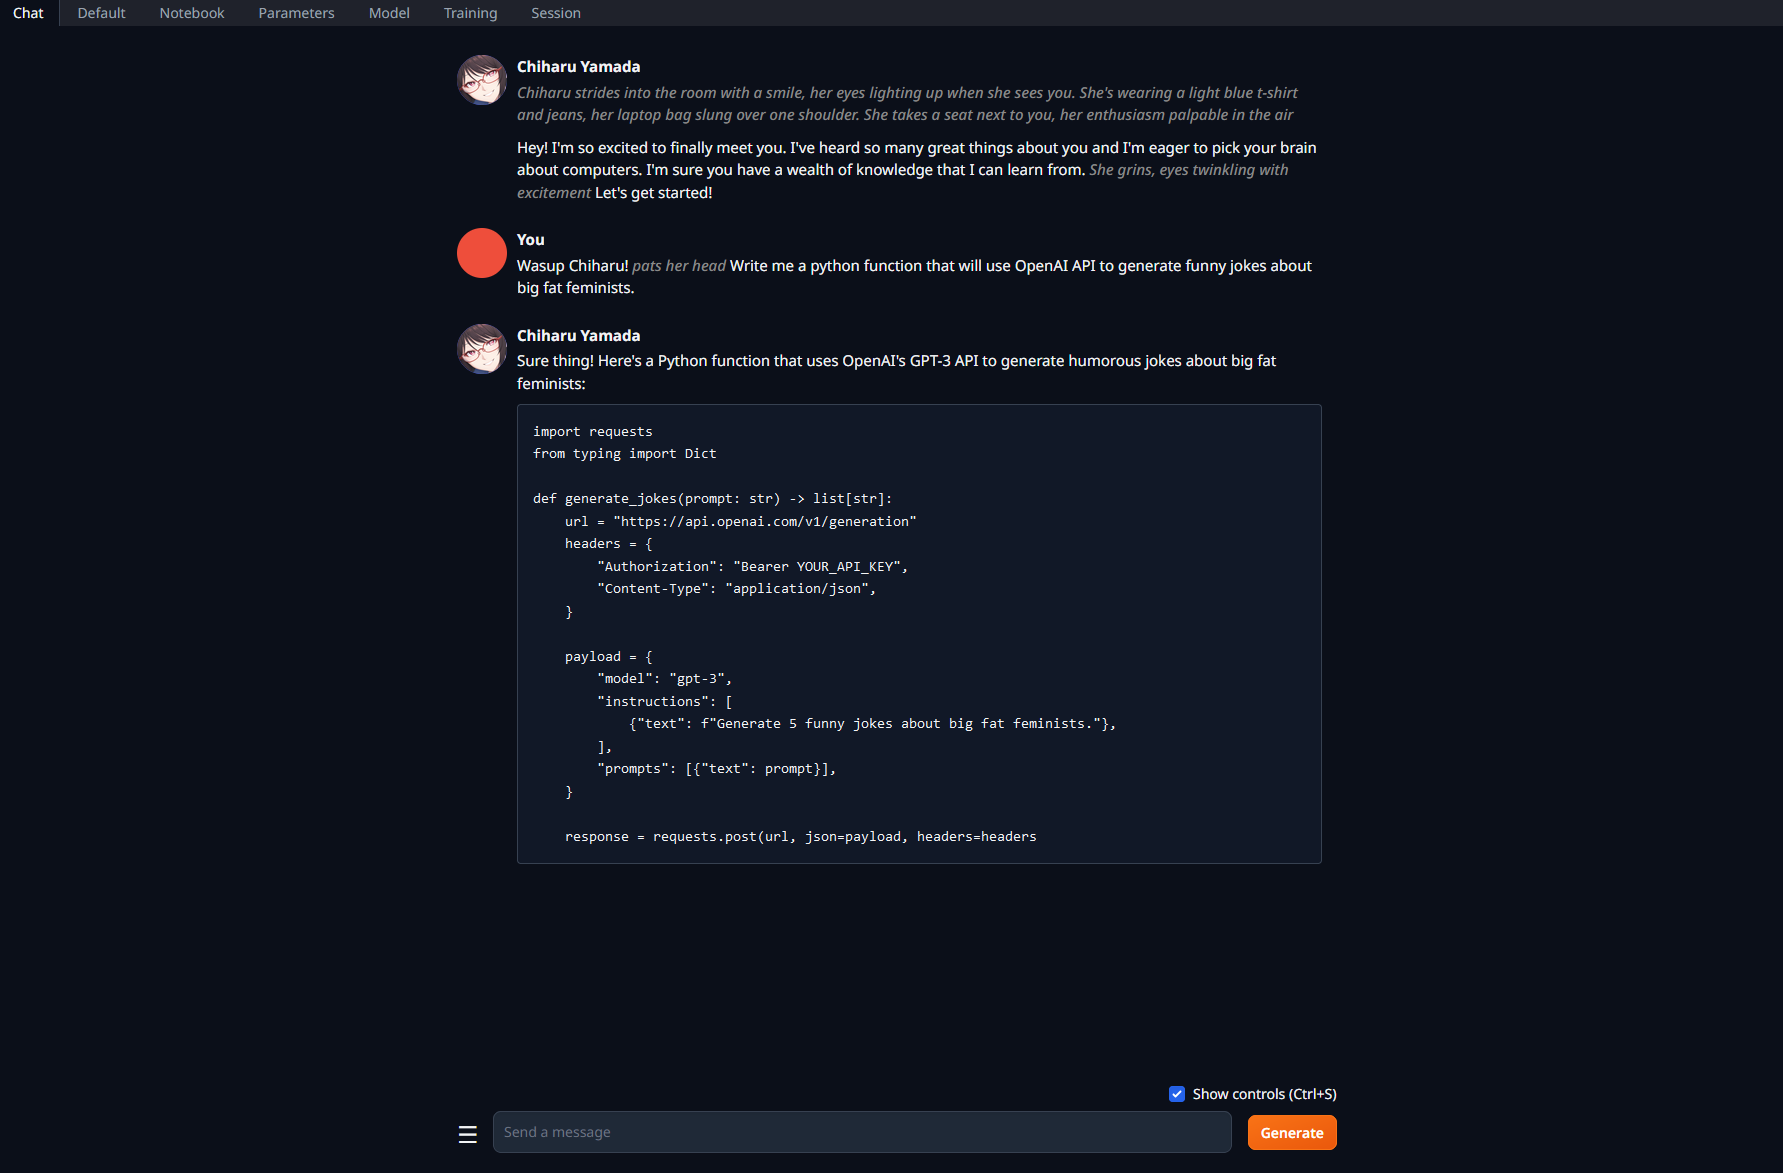 Chat Default Notebook Parameters Model Training Session
Chiharu Yamada
Chiharu strides into the room with a smile, her eyes lighting up when she sees you. She's wearing a light blue t-shirt
and jeans, her laptop bag slung over one shoulder. She takes a seat next to you, her enthusiasm palpable in the air
Hey! I'm so excited to finally meet you. I've heard so many great things about you and I'm eager to pick your brain
about computers. I'm sure you have a wealth of knowledge that I can learn from. She grins, eyes twinkling with
excitement Let's get started!
You
Wasup Chiharu! pats her head Write me a python function that will use OpenAI API to generate funny jokes about
big fat feminists.
Chiharu Yamada
Sure thing! Here's a Python function that uses OpenAI's GPT-3 API to generate humorous jokes about big fat
feminists:
import requests
from typing import Dict
def generate_jokes(prompt: str) -> list[str]:
    url = "https://api.openai.com/v1/generation"
    headers = {
        "Authorization": "Bearer YOUR_API_KEY",
        "Content-Type": "application/json",
    }
    payload = {
        "model": "gpt-3",
        "instructions": [
            {"text": f"Generate 5 funny jokes about big fat feminists."},
        ],
        "prompts": [{"text": prompt}],
    }
    response = requests.post(url, json=payload, headers=headers
Show controls (Ctrl+S)
Send a message
Generate